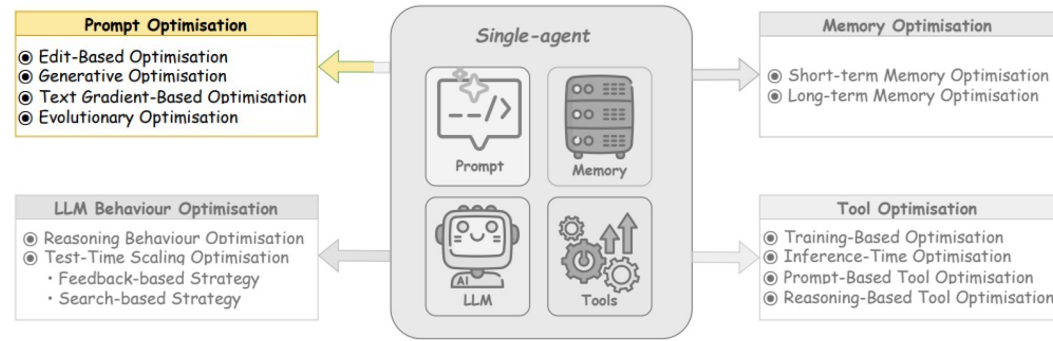 Prompt Optimisation
Edit-Based Optimisation
Generative Optimisation
Text Gradient-Based Optimisation
Evolutionary Optimisation
LLM Behaviour Optimisation
Reasoning Behaviour Optimisation
Test-Time Scaling Optimisation
· Feedback-based Strategy
· Search-based Strategy
Single-agent
--/>
Prompt
Memory
AI
LLM
Tools
Memory Optimisation
Short-term Memory Optimisation
Long-term Memory Optimisation
Tool Optimisation
Training-Based Optimisation
Inference-Time Optimisation
Prompt-Based Tool Optimisation
Reasoning-Based Tool Optimisation